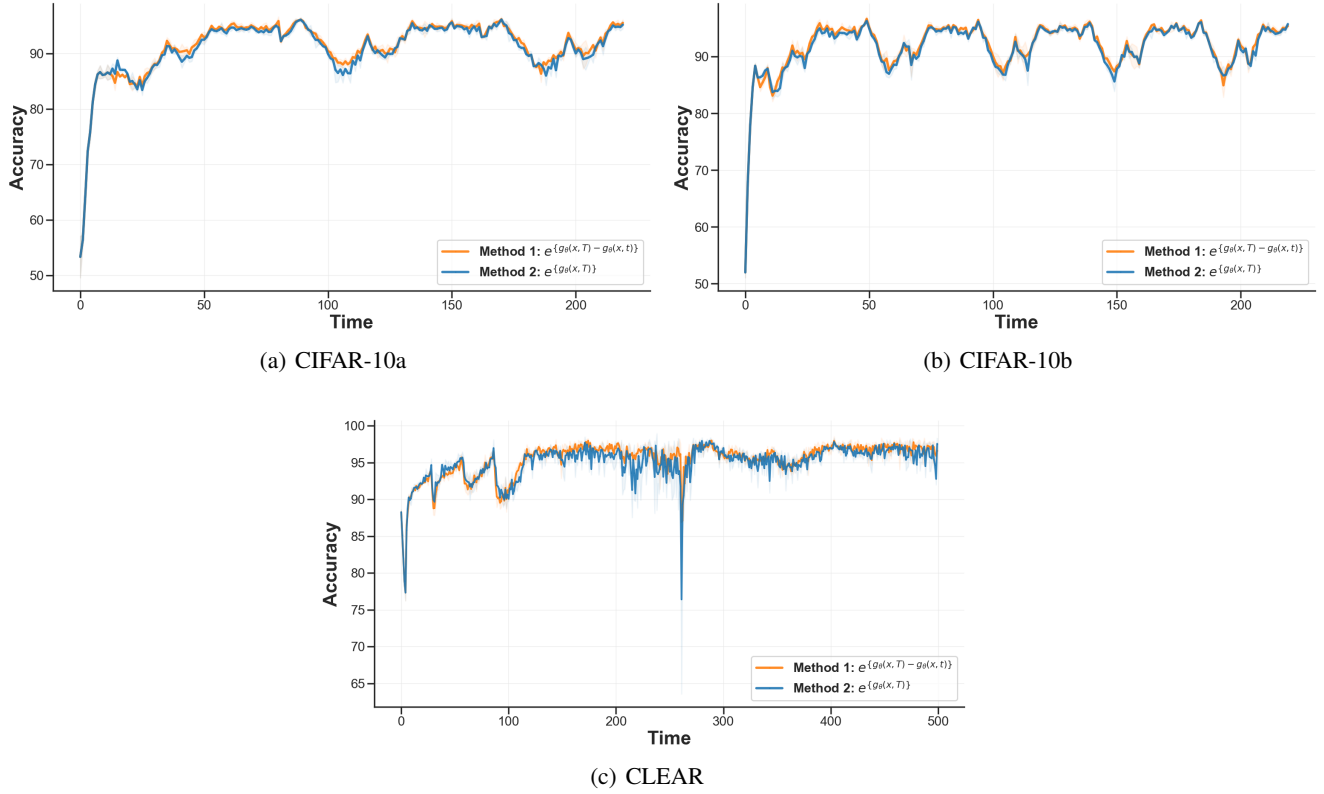 Accuracy
90
80
70
60
50
0
50
100
150
200
Time
Method 1: e^{g_θ(x, T) − g_θ(x, t)}
Method 2: e^{g_θ(x, T)}
(a) CIFAR-10a
Accuracy
90
80
70
60
50
0
50
100
150
200
Time
Method 1: e^{g_θ(x, T) − g_θ(x, t)}
Method 2: e^{g_θ(x, T)}
(b) CIFAR-10b
Accuracy
100
95
90
85
80
75
70
65
0
100
200
300
400
500
Time
Method 1: e^{g_θ(x, T) − g_θ(x, t)}
Method 2: e^{g_θ(x, T)}
(c) CLEAR